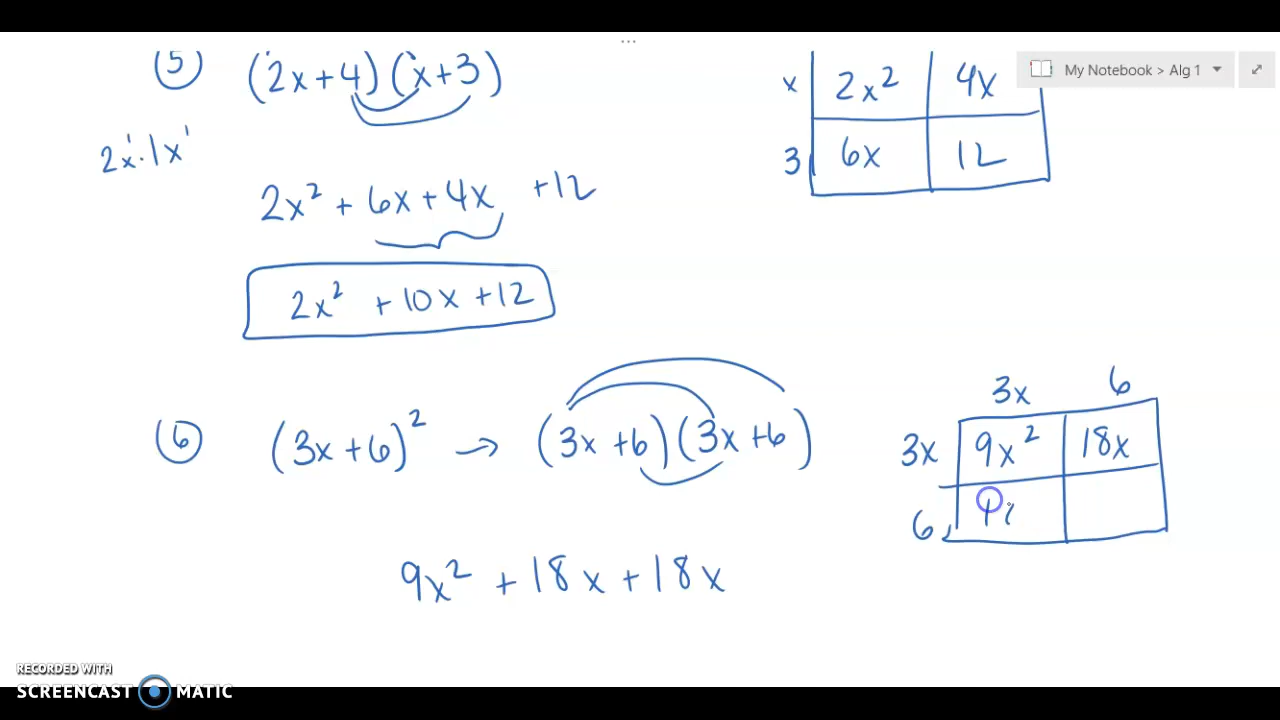 ...
My Notebook > Alg 1
5 (2x+4)(x+3)
x 2x² 4x
3 6x 12
2x¹·1x¹
2x² + 6x + 4x + 12
2x² + 10x + 12
6 (3x+6)² → (3x+6)(3x+6)
3x 6
3x 9x² 18x
6
9x² + 18x + 18x
RECORDED WITH
SCREENCAST MATIC